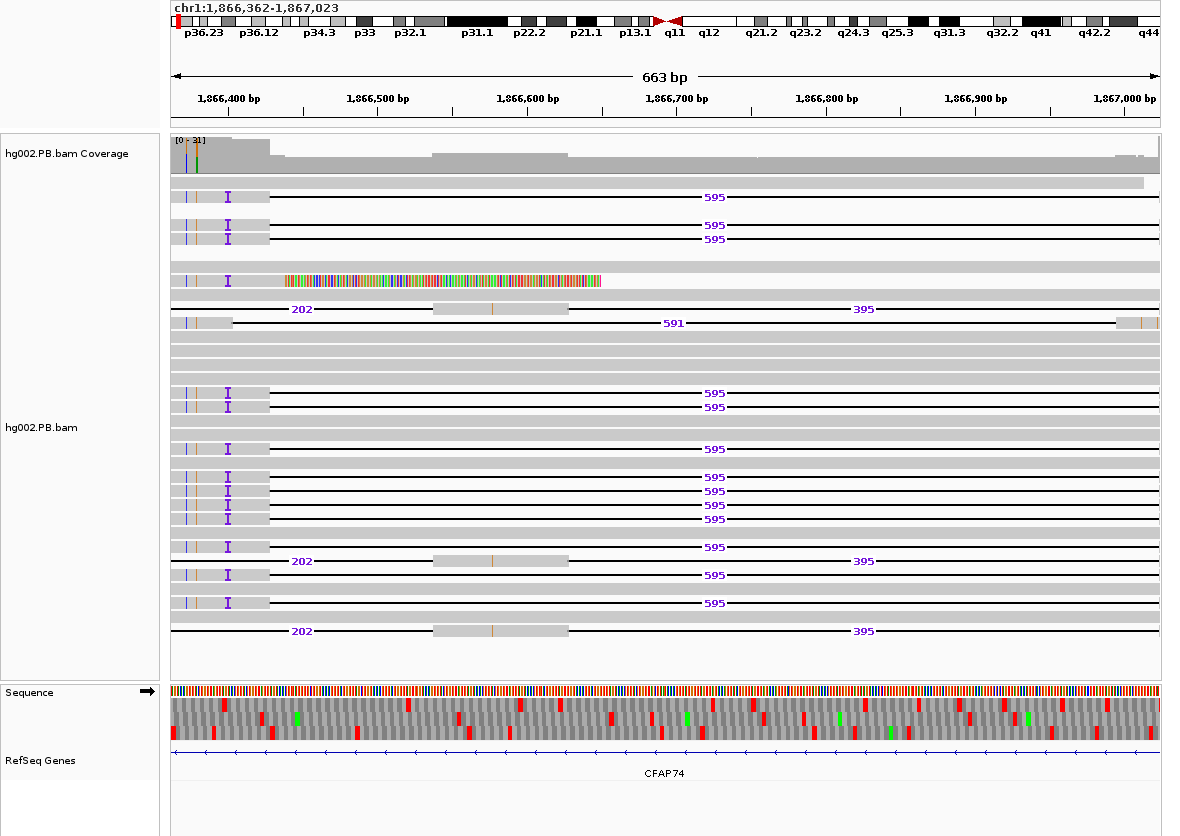 chr1:1,866,362-1,867,023
p36.23 p36.12 p34.3 p33 p32.1 p31.1 p22.2 p21.1 p13.1 q11 q12 q21.2 q23.2 q24.3 q25.3 q31.3 q32.2 q41 q42.2 q44
663 bp
1,866,400 bp 1,866,500 bp 1,866,600 bp 1,866,700 bp 1,866,800 bp 1,866,900 bp 1,867,000 bp
[0 - 31]
hg002.PB.bam Coverage
595
595
595
202 395
591
595
595
hg002.PB.bam
595
595
595
595
595
595
202 395
595
595
202 395
Sequence
RefSeq Genes
CFAP74